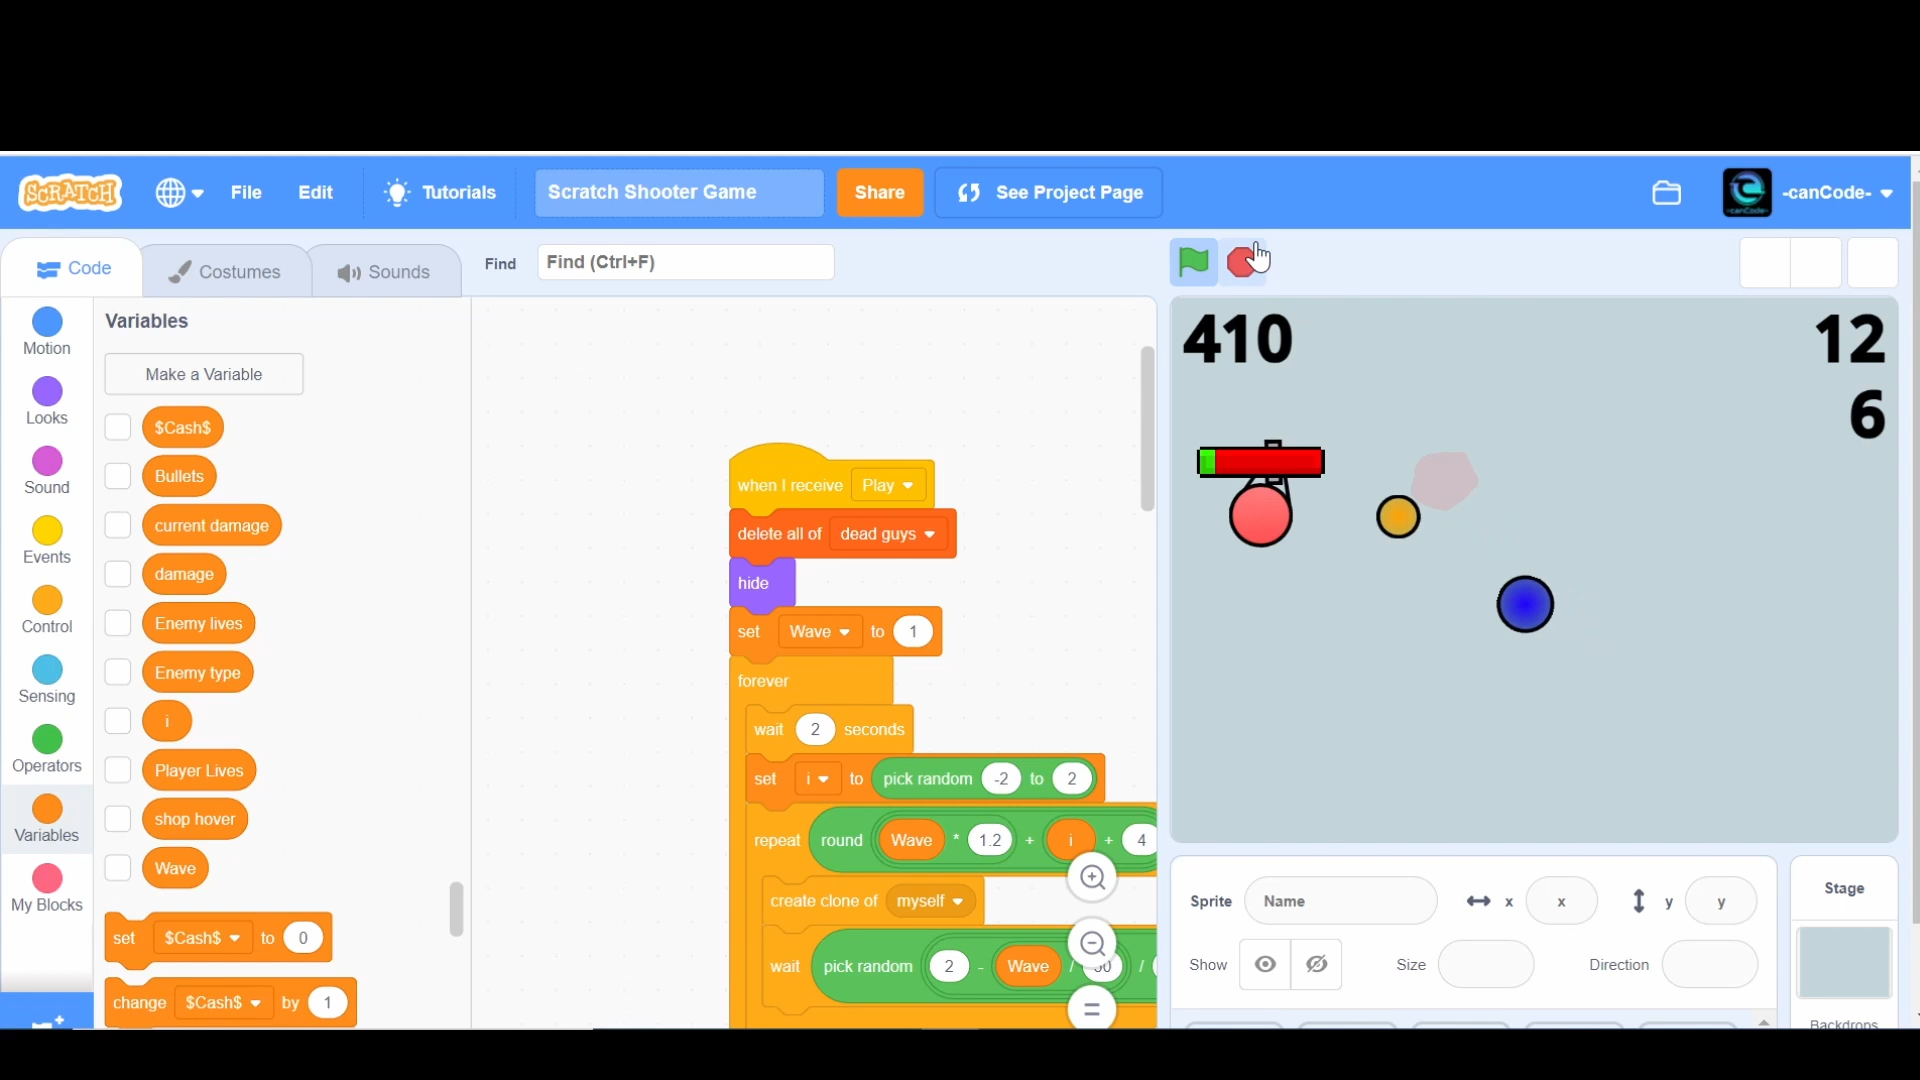 SCRATCH File Edit Tutorials Scratch Shooter Game Share See Project Page -canCode-
Code Costumes Sounds Find Find (Ctrl+F)
Motion
Looks
Sound
Events
Control
Sensing
Operators
Variables
My Blocks
Variables
Make a Variable
$Cash$
Bullets
current damage
damage
Enemy lives
Enemy type
i
Player Lives
shop hover
Wave
set $Cash$ to 0
change $Cash$ by 1
when I receive Play
delete all of dead guys
hide
set Wave to 1
forever
wait 2 seconds
set i to pick random -2 to 2
repeat round Wave * 1.2 + i + 4
create clone of myself
wait pick random 2 - Wave / /
410 12
6
Sprite Name x x y y
Show Size Direction
Stage
Backdrops